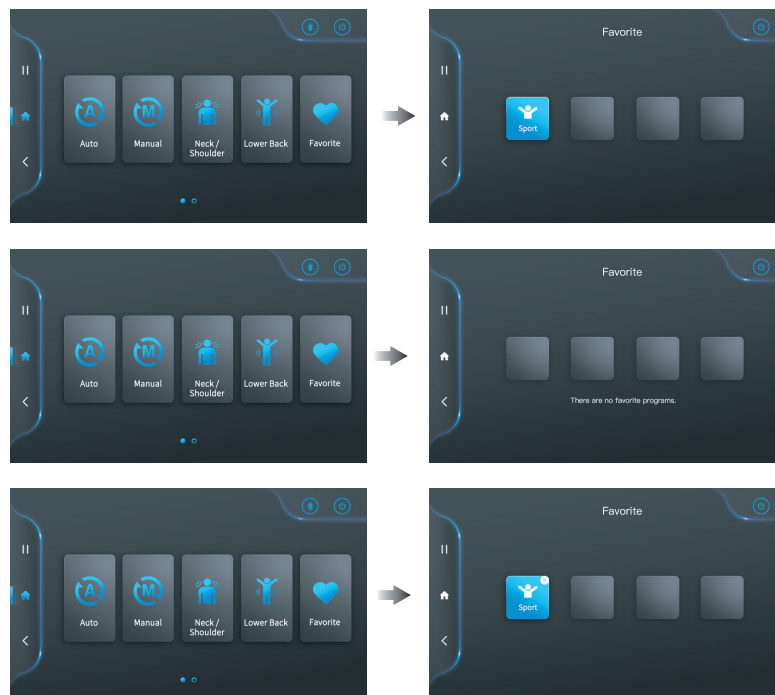 Auto
Manual
Neck /
Shoulder
Lower Back
Favorite
Favorite
Sport
Auto
Manual
Neck /
Shoulder
Lower Back
Favorite
Favorite
There are no favorite programs.
Auto
Manual
Neck /
Shoulder
Lower Back
Favorite
Favorite
Sport